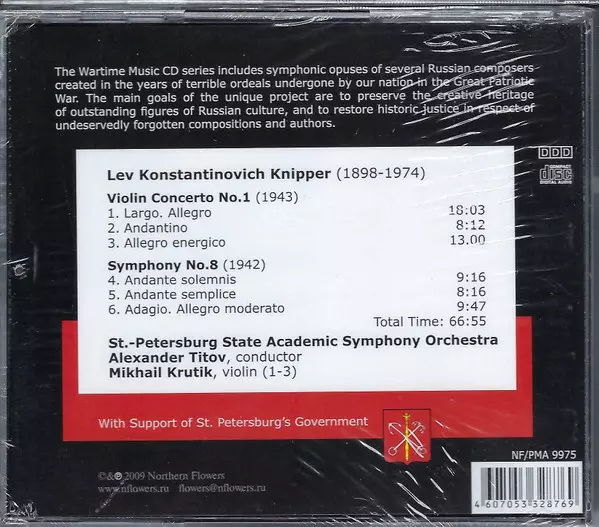 The Wartime Music CD series includes symphonic opuses of several Russian composers
created in the years of terrible ordeals undergone by our nation in the Great Patriotic
War. The main goals of the unique project are to preserve the creative heritage
of outstanding figures of Russian culture, and to restore historic justice in respect of
undeservedly forgotten compositions and authors.
Lev Konstantinovich Knipper (1898-1974)
Violin Concerto No.1 (1943)
1. Largo. Allegro 18:03
2. Andantino 8:12
3. Allegro energico 13.00
Symphony No.8 (1942)
4. Andante solemnis 9:16
5. Andante semplice 8:16
6. Adagio. Allegro moderato 9:47
Total Time: 66:55
St.-Petersburg State Academic Symphony Orchestra
Alexander Titov, conductor
Mikhail Krutik, violin (1-3)
DDD
COMPACT
disc
DIGITAL AUDIO
With Support of St. Petersburg's Government
©&℗2009 Northern Flowers
www.nflowers.ru flowers@nflowers.ru
NF/PMA 9975
4607053328769